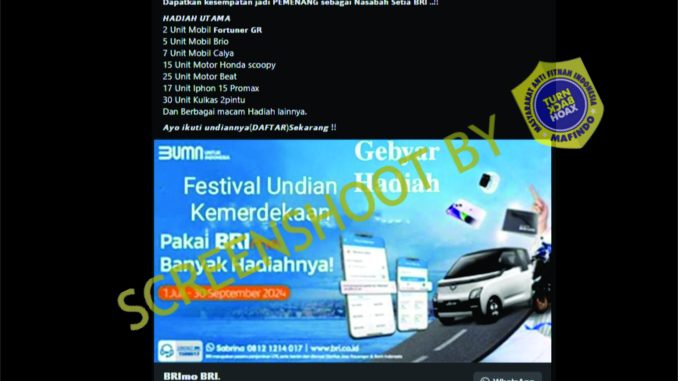 Dapatkan kesempatan jadi PEMENANG sebagai Nasabah Setia BRI ..!!
HADIAH UTAMA
2 Unit Mobil Fortuner GR
5 Unit Mobil Brio
7 Unit Mobil Calya
15 Unit Motor Honda scoopy
25 Unit Motor Beat
17 Unit Iphon 15 Promax
30 Unit Kulkas 2pintu
Dan Berbagai macam Hadiah lainnya.
Ayo ikuti undiannya(DAFTAR)Sekarang !!
MASYARAKAT ANTI FITNAH INDONESIA
TURN
BACK
HOAX
MAFINDO
SCREENSHOOT BY
BUMN UNTUK INDONESIA
Gebyar
Hadiah
Festival Undian
Kemerdekaan
Pakai BRI
Banyak Hadiahnya!
1 Juli - 30 September 2024
Sabrina 0812 1214 017 | www.bri.co.id
BRImo BRI.
WhatsApp